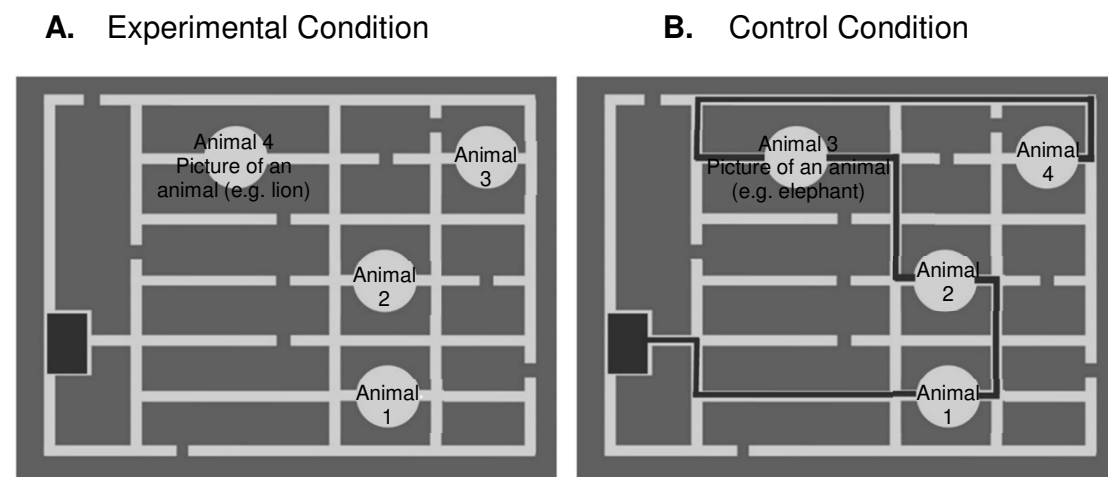 A. Experimental Condition
B. Control Condition
Animal 4
Picture of an
animal (e.g. lion)
Animal
3
Animal
2
Animal
1
Animal 3
Picture of an animal
(e.g. elephant)
Animal
4
Animal
2
Animal
1